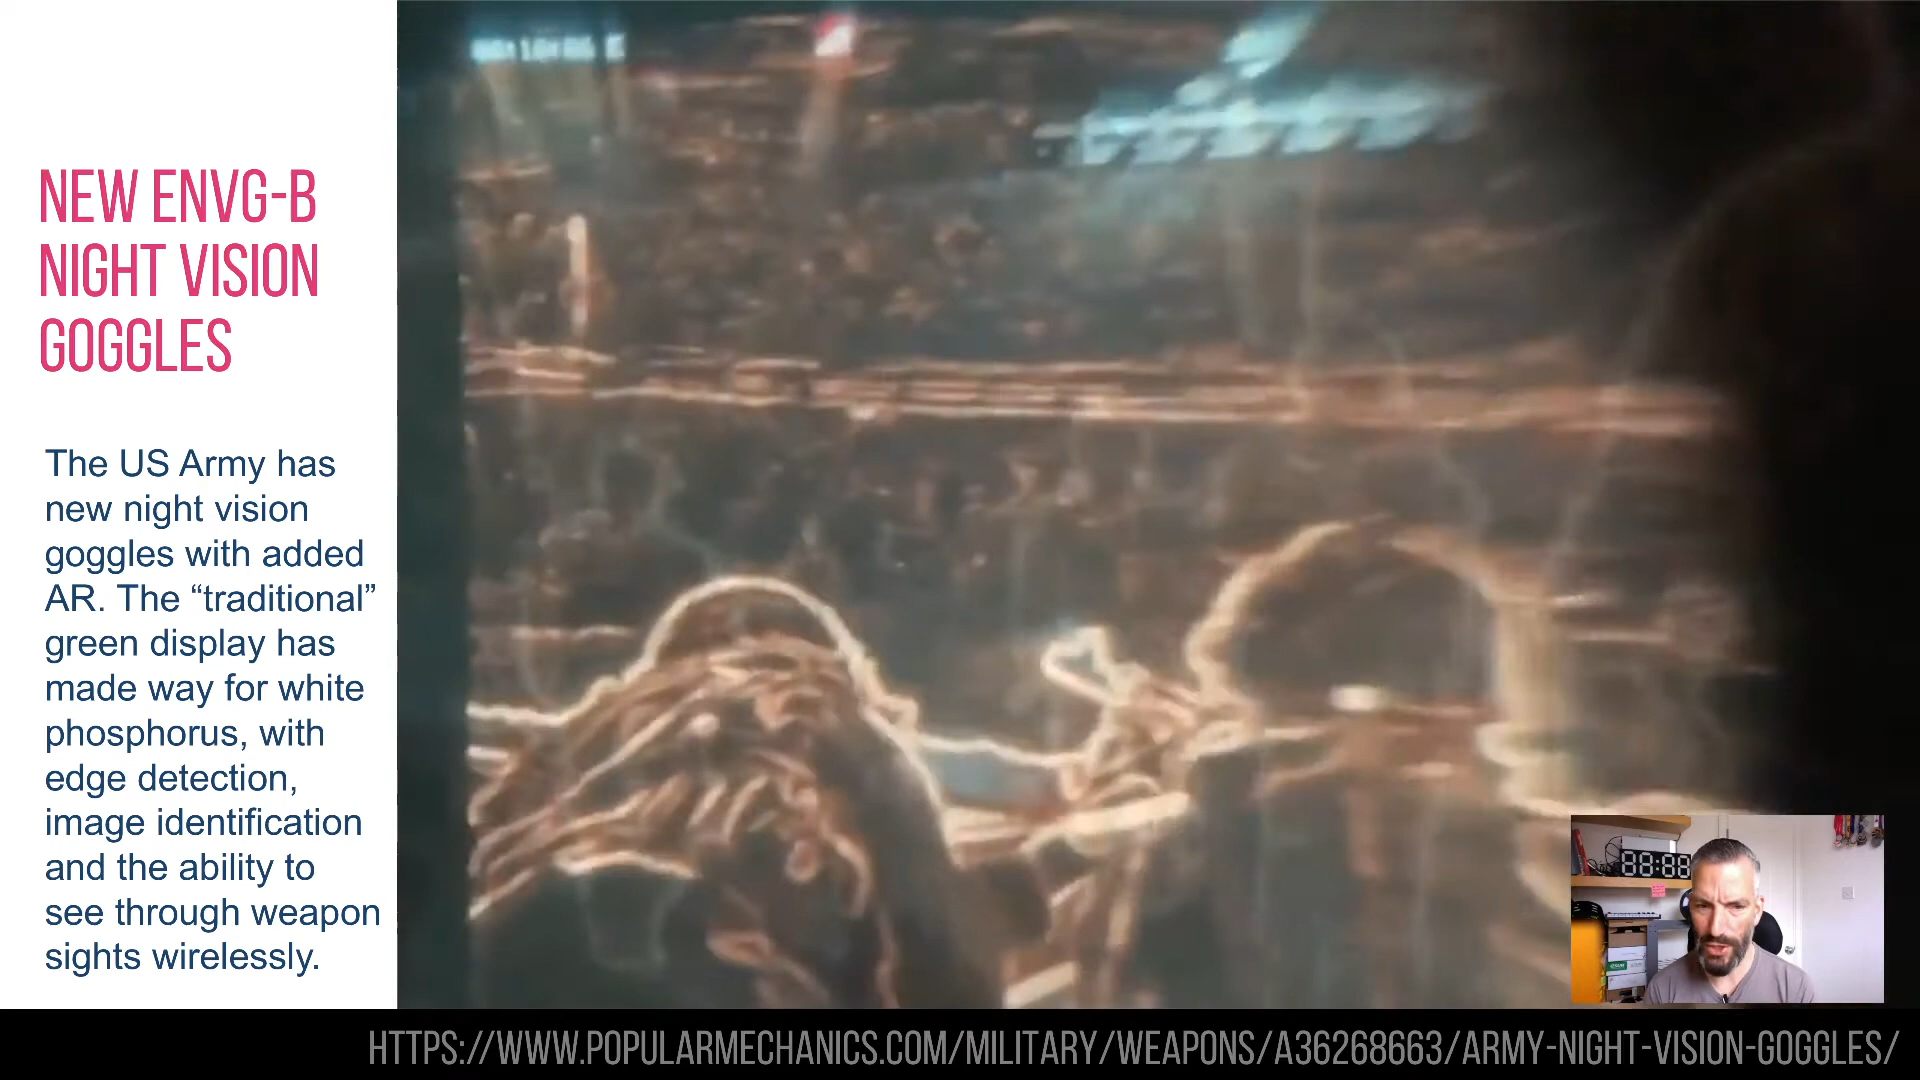 NEW ENVG-B
NIGHT VISION
GOGGLES
The US Army has
new night vision
goggles with added
AR. The “traditional”
green display has
made way for white
phosphorus, with
edge detection,
image identification
and the ability to
see through weapon
sights wirelessly.
88:88
HTTPS://WWW.POPULARMECHANICS.COM/MILITARY/WEAPONS/A36268663/ARMY-NIGHT-VISION-GOGGLES/